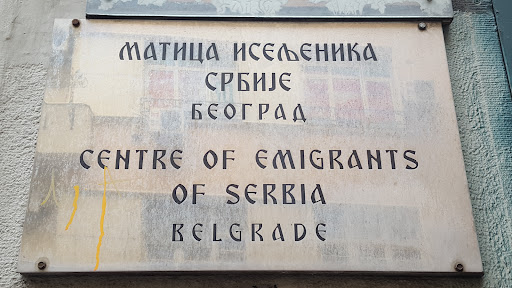 МАТИЦА ИСЕЉЕНИКА
СРБИЈЕ
БЕОГРАД
CENTRE OF EMIGRANTS
OF SERBIA
BELGRADE